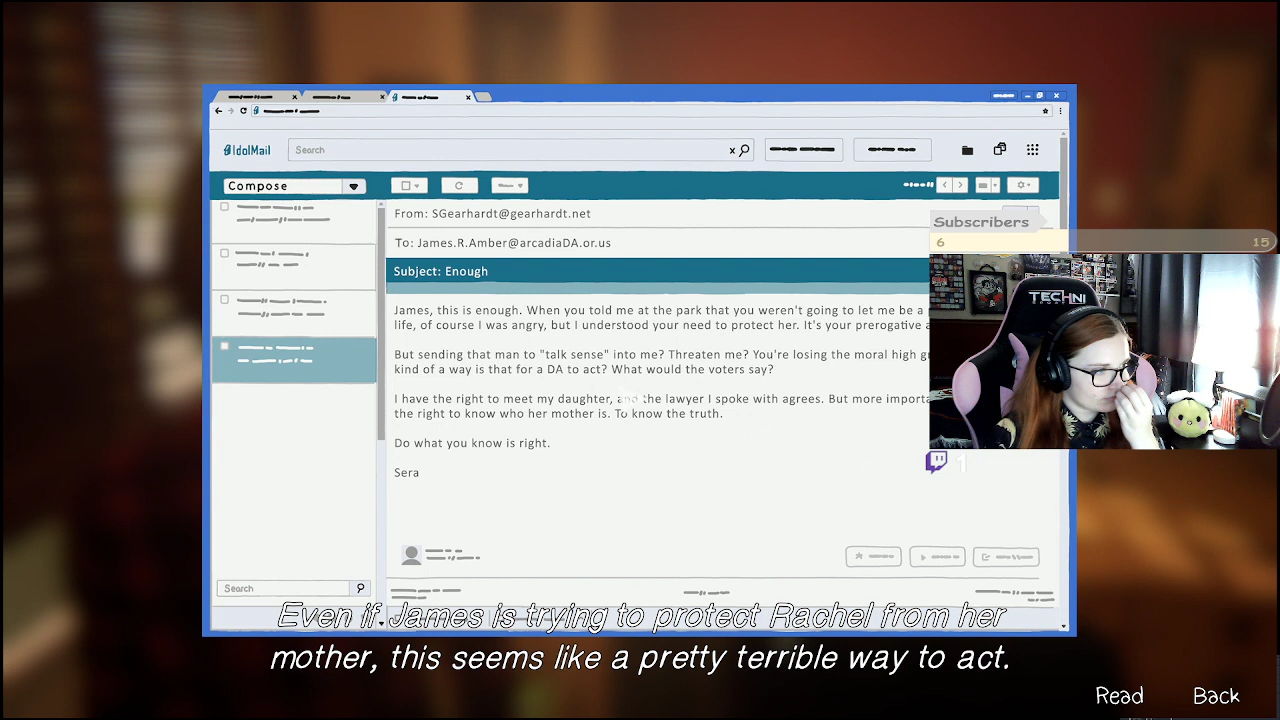 IdolMail
Search
x
Compose
From: SGearhardt@gearhardt.net
Subscribers
6 15
To: James.R.Amber@arcadiaDA.or.us
Subject: Enough
TECHNI
James, this is enough. When you told me at the park that you weren't going to let me be a
life, of course I was angry, but I understood your need to protect her. It's your prerogative
But sending that man to "talk sense" into me? Threaten me? You're losing the moral high
kind of a way is that for a DA to act? What would the voters say?
I have the right to meet my daughter, and the lawyer I spoke with agrees. But more
the right to know who her mother is. To know the truth.
Do what you know is right.
1
Sera
Search
Even if James is trying to protect Rachel from her
mother, this seems like a pretty terrible way to act.
Read Back